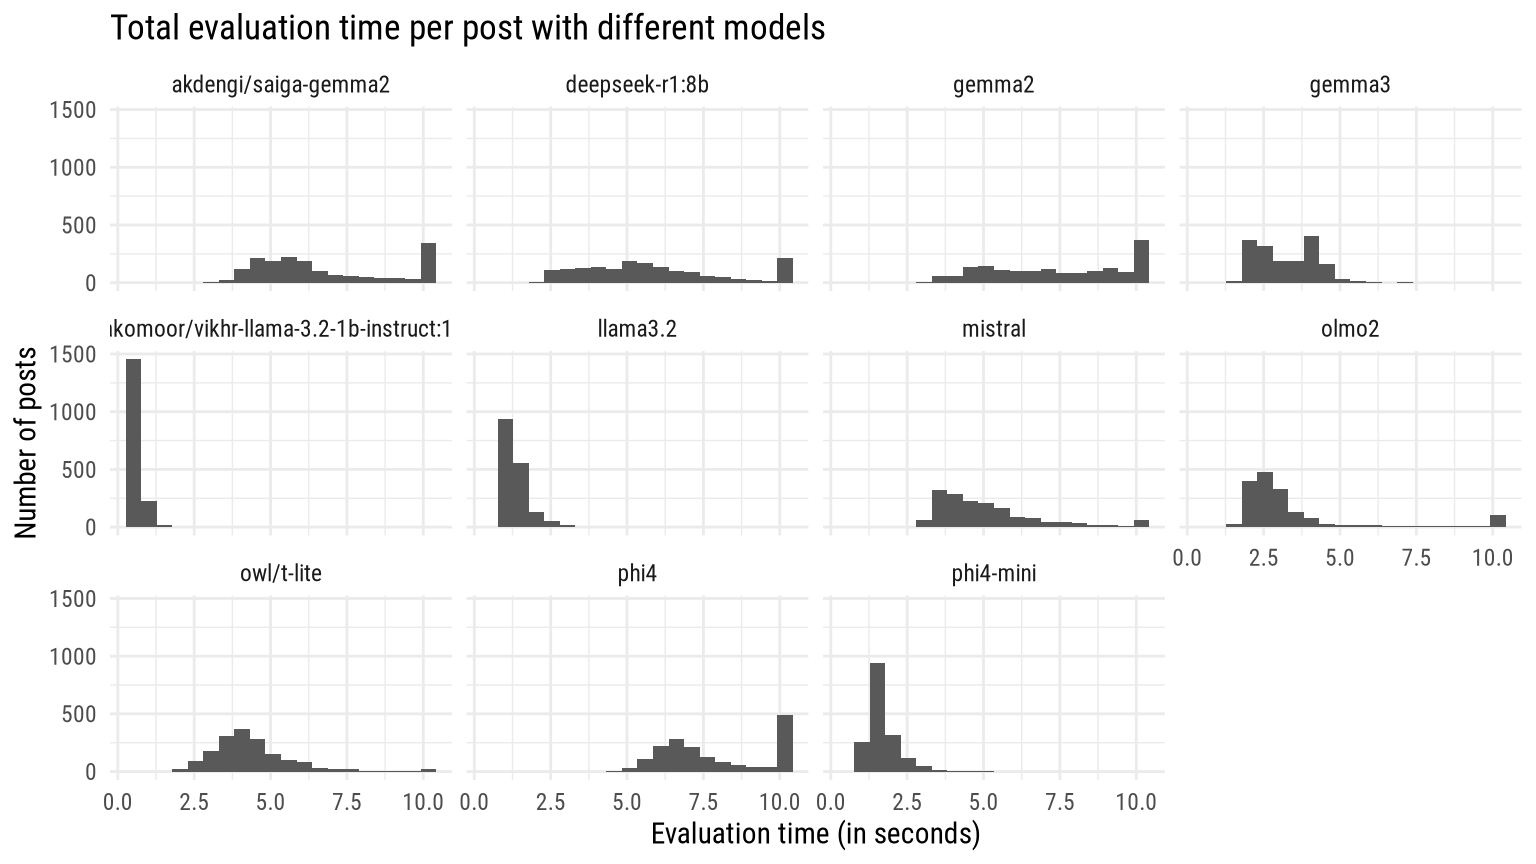 Total evaluation time per post with different models
akdengi/saiga-gemma2 deepseek-r1:8b gemma2 gemma3
1500
1000
500
0
komoor/vikhr-llama-3.2-1b-instruct:1 llama3.2 mistral olmo2
1500
1000
500
0
0.0 2.5 5.0 7.5 10.0
owl/t-lite phi4 phi4-mini
1500
1000
500
0
0.0 2.5 5.0 7.5 10.0 0.0 2.5 5.0 7.5 10.0 0.0 2.5 5.0 7.5 10.0
Evaluation time (in seconds)
Number of posts